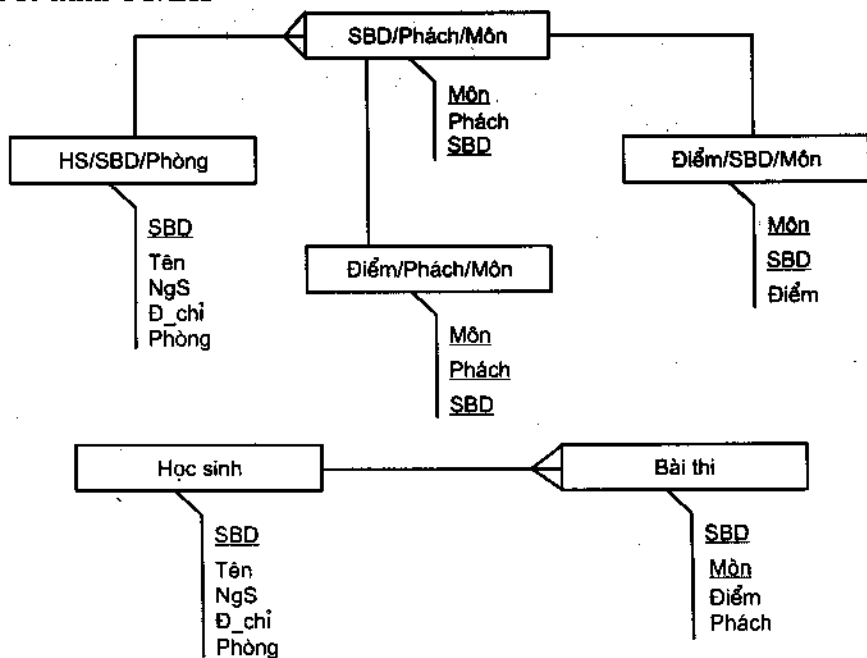 SBD/Phách/Môn
Môn
Phách
SBD
HS/SBD/Phòng
SBD
Tên
NgS
Đ_chỉ
Phòng
Điểm/SBD/Môn
Môn
SBD
Điểm
Điểm/Phách/Môn
Môn
Phách
SBD
Học sinh
SBD
Tên
NgS
Đ_chỉ
Phòng
Bài thi
SBD
Môn
Điểm
Phách